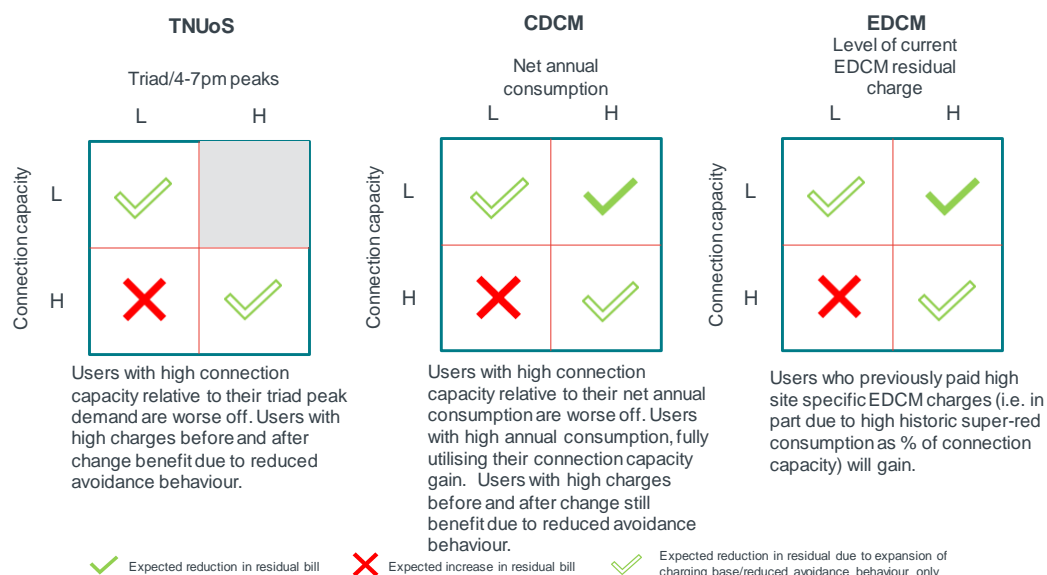 TNUoS
Triad/4-7pm peaks
L H
Connection capacity
L
H
Users with high connection
capacity relative to their triad peak
demand are worse off. Users with
high charges before and after
change benefit due to reduced
avoidance behaviour.
CDCM
Net annual
consumption
L H
Connection capacity
L
H
Users with high connection
capacity relative to their net annual
consumption are worse off. Users
with high annual consumption, fully
utilising their connection capacity
gain. Users with high charges
before and after change still
benefit due to reduced avoidance
behaviour.
EDCM
Level of current
EDCM residual
charge
L H
Connection capacity
L
H
Users who previously paid high
site specific EDCM charges (i.e. in
part due to high historic super-red
consumption as % of connection
capacity) will gain.
Expected reduction in residual bill
Expected increase in residual bill
Expected reduction in residual due to expansion of
charging base/reduced avoidance behaviour only